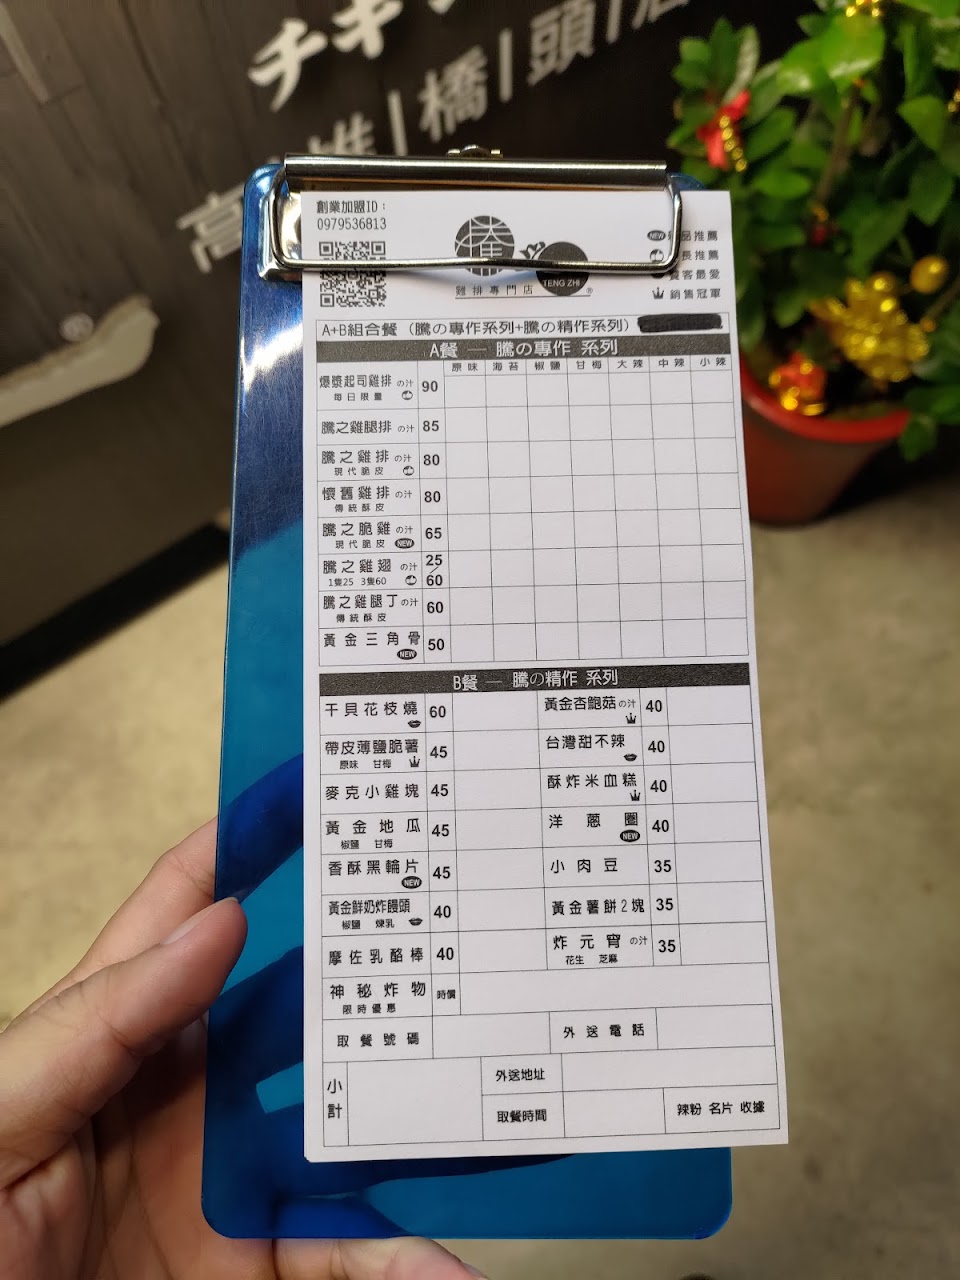 チキ
高雄|橋|頭|店
創業加盟ID:
0979536813
TENG ZHI
雞排專門店
®
NEW 新品推薦
店長推薦
饕客最愛
銷售冠軍
A+B組合餐 (騰の專作系列+騰の精作系列)
A餐 — 騰の專作 系列
原味 海苔 椒鹽 甘梅 大辣 中辣 小辣
爆漿起司雞排 の汁 90
每日限量
騰之雞腿排 の汁 85
騰之雞排 の汁 80
現代脆皮
懷舊雞排 の汁 80
傳統酥皮
騰之脆雞 の汁 65
現代脆皮 NEW
騰之雞翅 の汁 25/60
1隻25 3隻60
騰之雞腿丁 の汁 60
傳統酥皮
黃金三角骨 50
NEW
B餐 — 騰の精作 系列
干貝花枝燒 60
黃金杏鮑菇 の汁 40
帶皮薄鹽脆薯 45
原味 甘梅
台灣甜不辣 40
麥克小雞塊 45
酥炸米血糕 40
黃金地瓜 45
椒鹽 甘梅
洋蔥圈 40
NEW
香酥黑輪片 45
NEW
小肉豆 35
黃金鮮奶炸饅頭 40
椒鹽 煉乳
黃金薯餅2塊 35
摩佐乳酪棒 40
炸元宵 の汁 35
花生 芝麻
神秘炸物 時價
限時優惠
取餐號碼
外送電話
小計
外送地址
取餐時間
辣粉 名片 收據